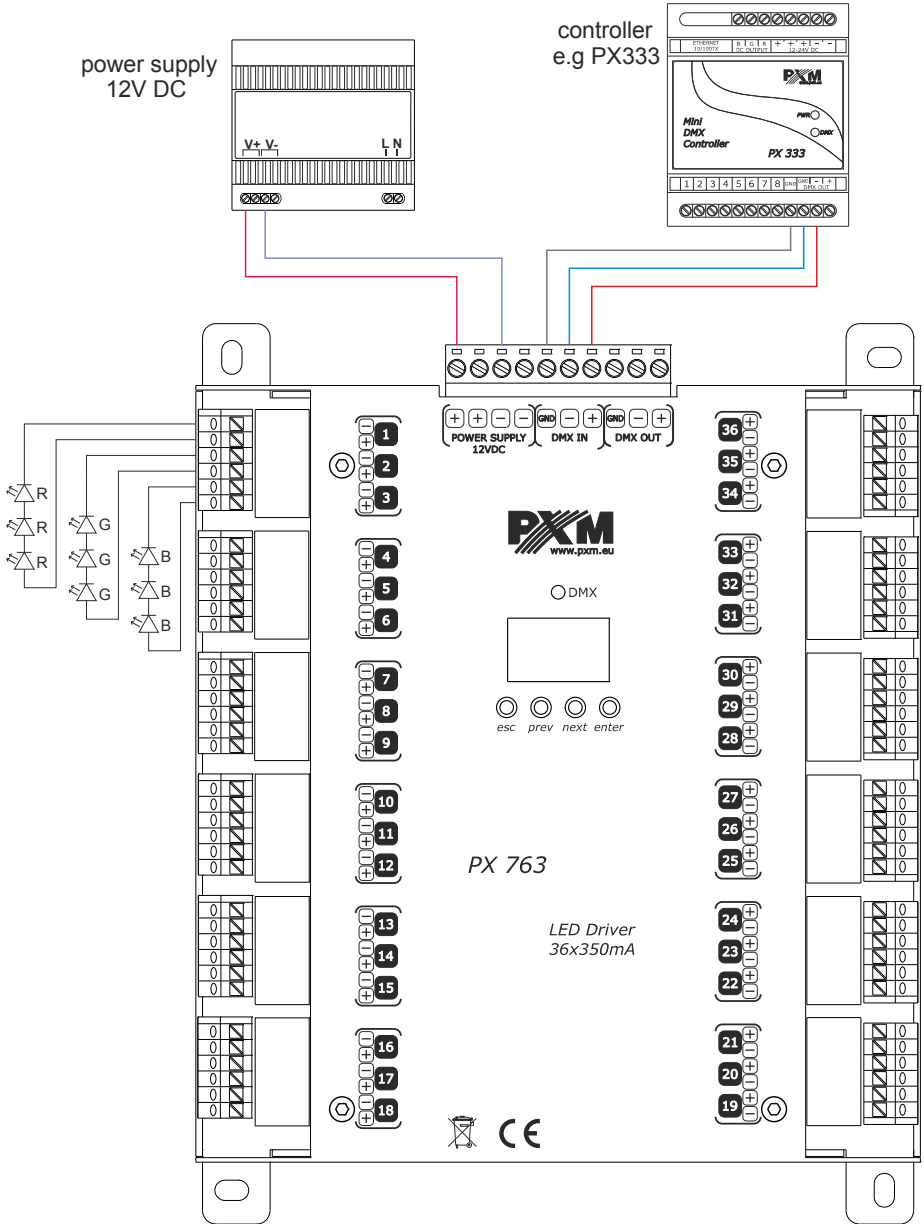 power supply
12V DC
V+ V-
L N
controller
e.g PX333
ETHERNET
10/100TX
B G R
DC OUTPUT
+ + + - -
12-24V DC
PXM
PWR
DMX
Mini
DMX
Controller
PX 333
1 2 3 4 5 6 7 8 GND GND - +
DMX OUT
+ + - - GND - + GND - +
POWER SUPPLY
12VDC
DMX IN
DMX OUT
R
R
R
G
G
G
B
B
B
- + 1
- + 2
- + 3
- + 4
- + 5
- + 6
- + 7
- + 8
- + 9
- + 10
- + 11
- + 12
- + 13
- + 14
- + 15
- + 16
- + 17
- + 18
PXM
www.pxm.eu
DMX
esc prev next enter
PX 763
LED Driver
36x350mA
CE
36 + -
35 + -
34 + -
33 + -
32 + -
31 + -
30 + -
29 + -
28 + -
27 + -
26 + -
25 + -
24 + -
23 + -
22 + -
21 + -
20 + -
19 + -